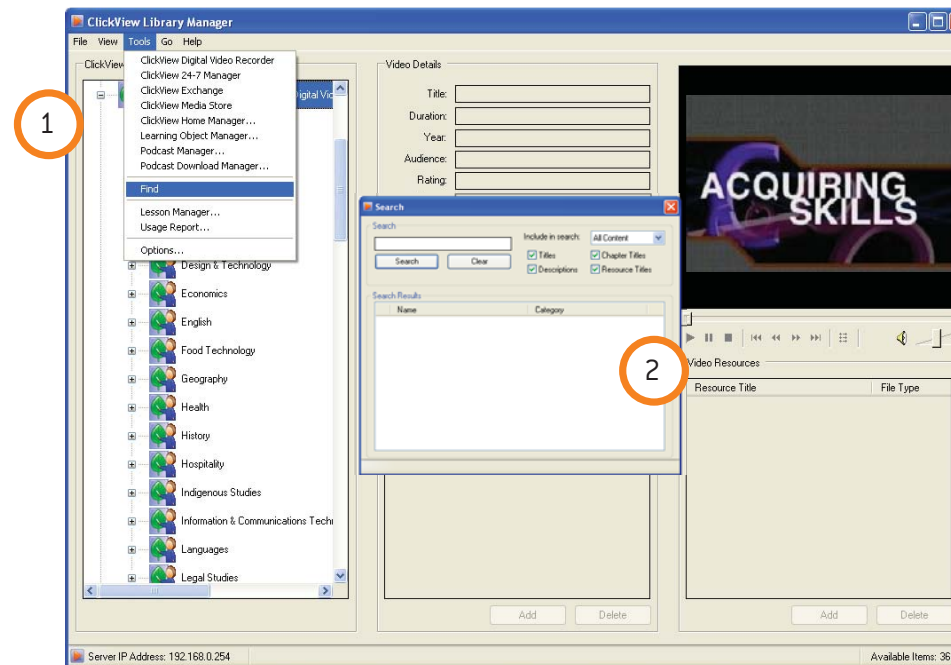 ClickView Library Manager
File View Tools Go Help
ClickView
Digital Vid
1
ClickView Digital Video Recorder
ClickView 24-7 Manager
ClickView Exchange
ClickView Media Store
ClickView Home Manager...
Learning Object Manager...
Podcast Manager...
Podcast Download Manager...
Find
Lesson Manager...
Usage Report...
Options...
Design & Technology
Economics
English
Food Technology
Geography
Health
History
Hospitality
Indigenous Studies
Information & Communications Techn
Languages
Legal Studies
Video Details
Title:
Duration:
Year:
Audience:
Rating:
Search
Search
Include in search: All Content
Search Clear
Titles Chapter Titles
Descriptions Resource Titles
Search Results
Name Category
2
ACQUIRING
SKILLS
Video Resources
Resource Title File Type
Add Delete
Add Delete
Server IP Address: 192.168.0.254
Available Items: 36